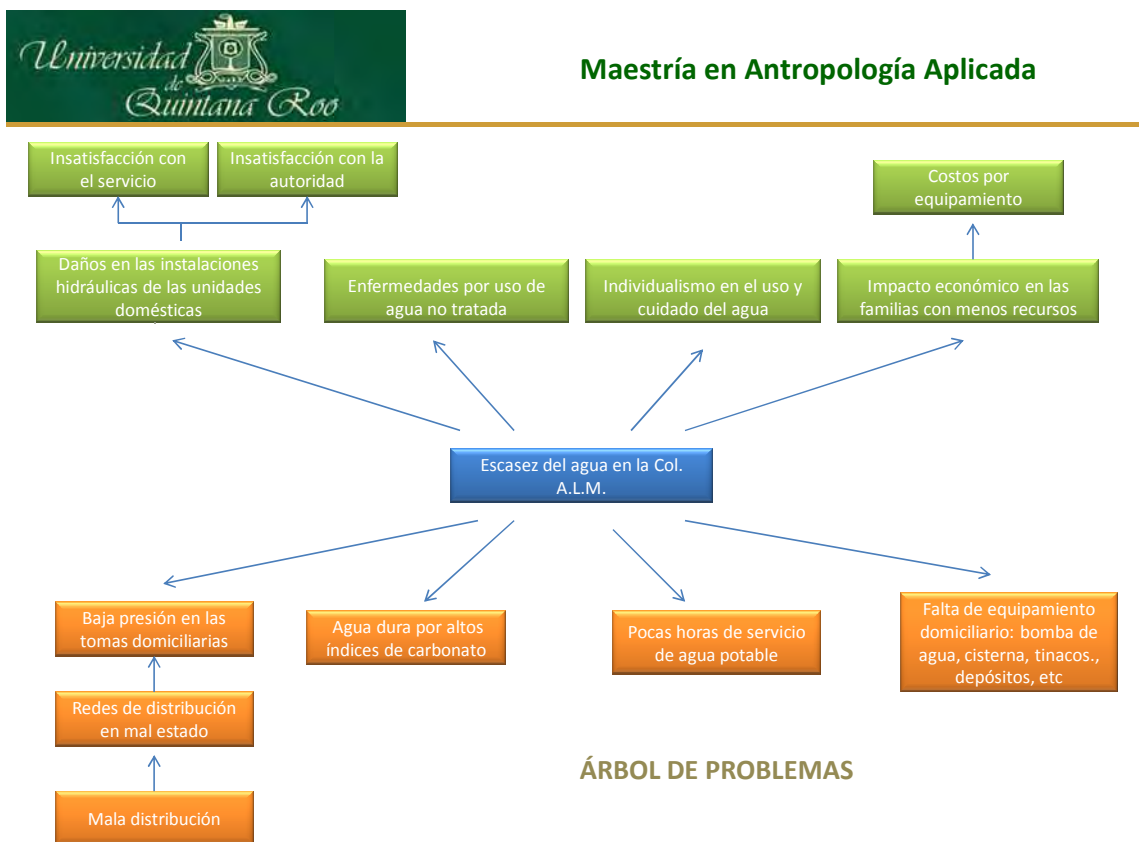 Universidad
de
Quintana Roo
Maestría en Antropología Aplicada
Insatisfacción con
el servicio
Insatisfacción con la
autoridad
Costos por
equipamiento
Daños en las instalaciones
hidráulicas de las unidades
domésticas
Enfermedades por uso de
agua no tratada
Individualismo en el uso y
cuidado del agua
Impacto económico en las
familias con menos recursos
Escasez del agua en la Col.
A.L.M.
Baja presión en las
tomas domiciliarias
Agua dura por altos
índices de carbonato
Pocas horas de servicio
de agua potable
Falta de equipamiento
domiciliario: bomba de
agua, cisterna, tinacos.,
depósitos, etc
Redes de distribución
en mal estado
Mala distribución
ÁRBOL DE PROBLEMAS